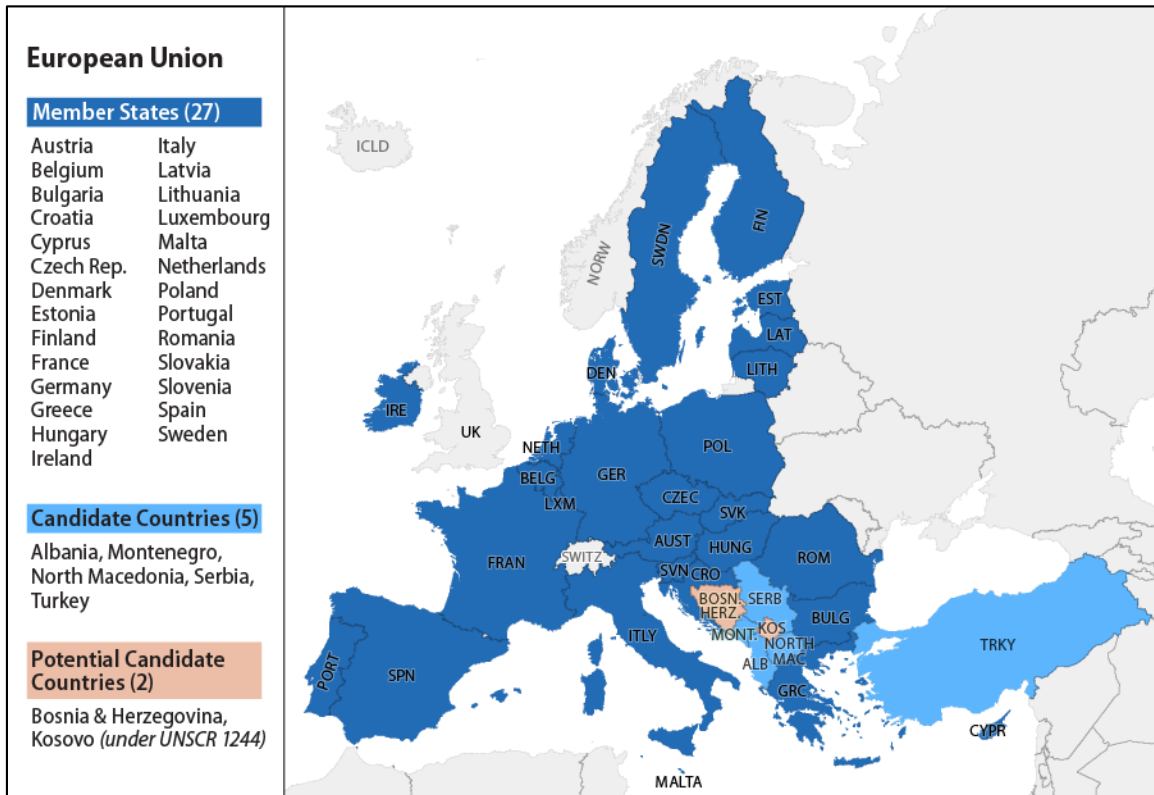 European Union
Member States (27)
Austria
Belgium
Bulgaria
Croatia
Cyprus
Czech Rep.
Denmark
Estonia
Finland
France
Germany
Greece
Hungary
Ireland
Italy
Latvia
Lithuania
Luxembourg
Malta
Netherlands
Poland
Portugal
Romania
Slovakia
Slovenia
Spain
Sweden
Candidate Countries (5)
Albania, Montenegro,
North Macedonia, Serbia,
Turkey
Potential Candidate
Countries (2)
Bosnia & Herzegovina,
Kosovo (under UNSCR 1244)
ICLD
NORW
SWDN
FIN
EST
LAT
LITH
DEN
IRE
UK
NETH
POL
BELG
GER
LXM
CZEC
SVK
AUST
HUNG
FRAN
SWITZ
ROM
SVN
CRO
BOSN.
HERZ.
SERB
BULG
KOS
MONT.
NORTH
MAC
ITLY
ALB
TRKY
PORT
SPN
GRC
CYPR
MALTA